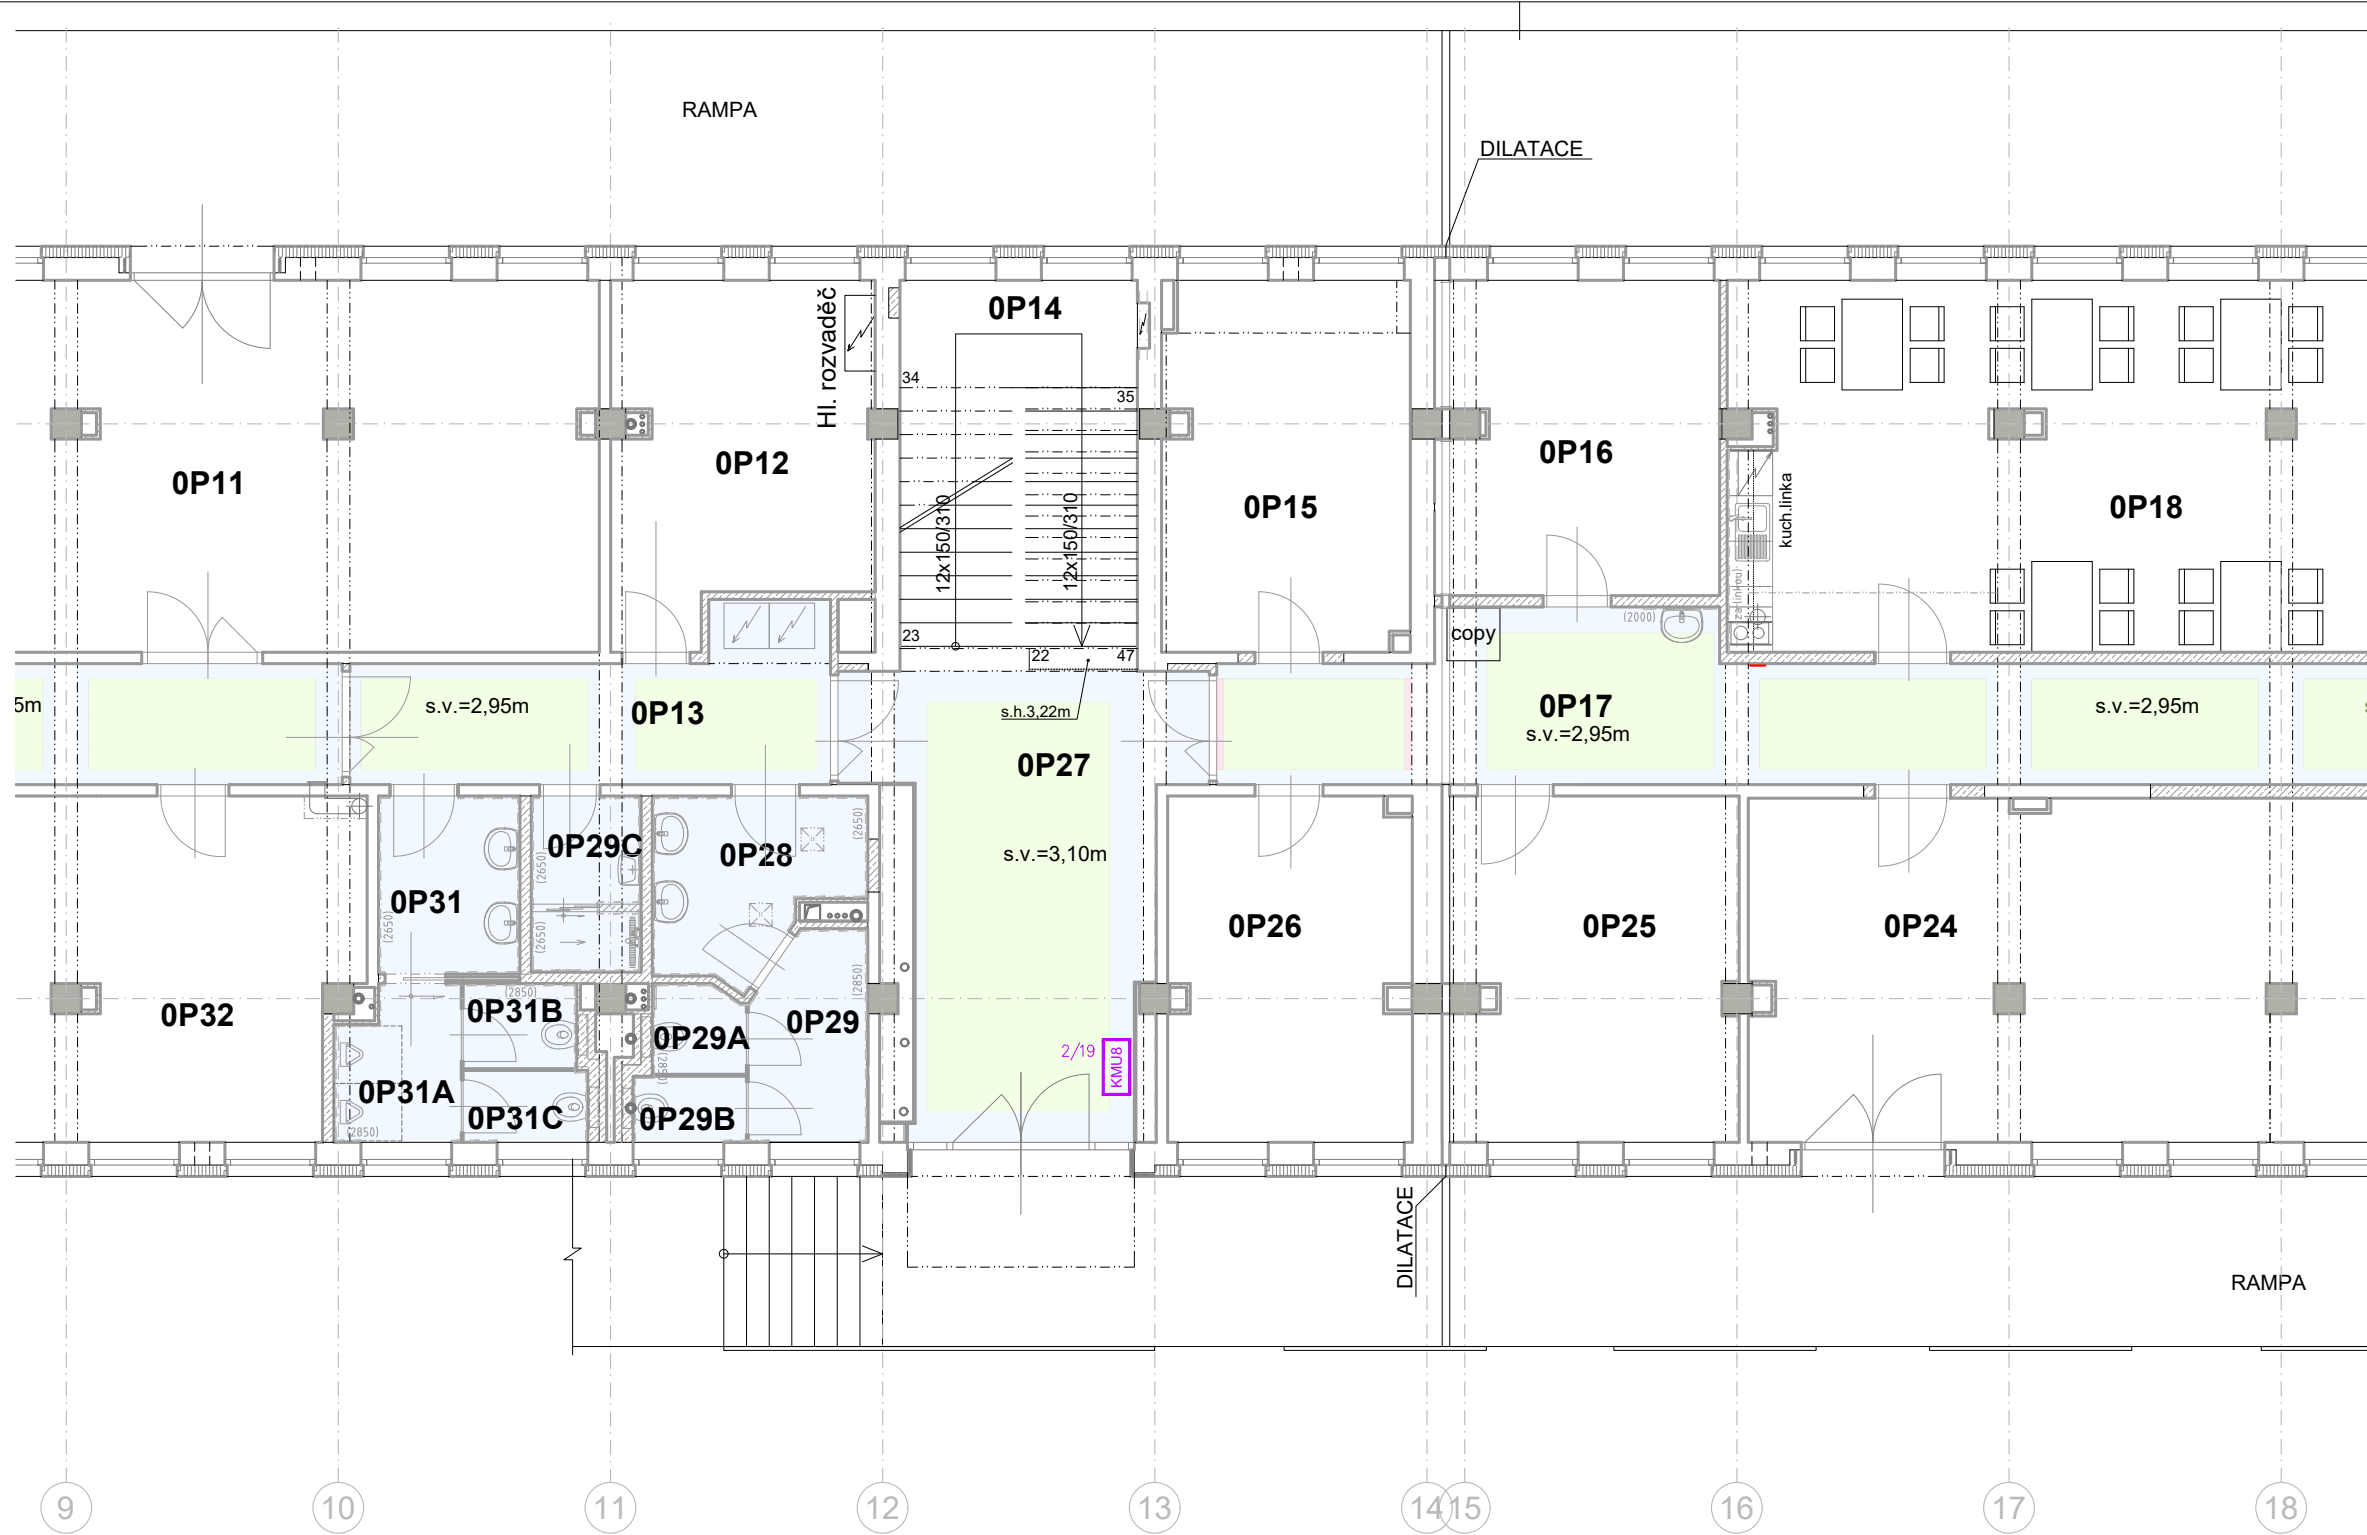 RAMPA
DILATACE
Hl. rozvaděč
0P14
34
35
0P11
0P12
0P16
0P15
kuch.linka
0P18
12x150/310
12x150/310
(za linkou)
23
22
47
copy
(2000)
5m
s.v.=2,95m
0P13
s.h.3,22m
0P17
s.v.=2,95m
s.v.=2,95m
s
0P27
s.v.=3,10m
0P29C
0P28
(2650)
(2650)
0P31
(2650)
(2650)
0P26
0P25
0P24
(2850)
(2850)
0P32
0P31B
0P29A
0P29
(2850)
2/19
KMU8
0P31A
0P31C
0P29B
(2850)
DILATACE
RAMPA
9
10
11
12
13
14
15
16
17
18